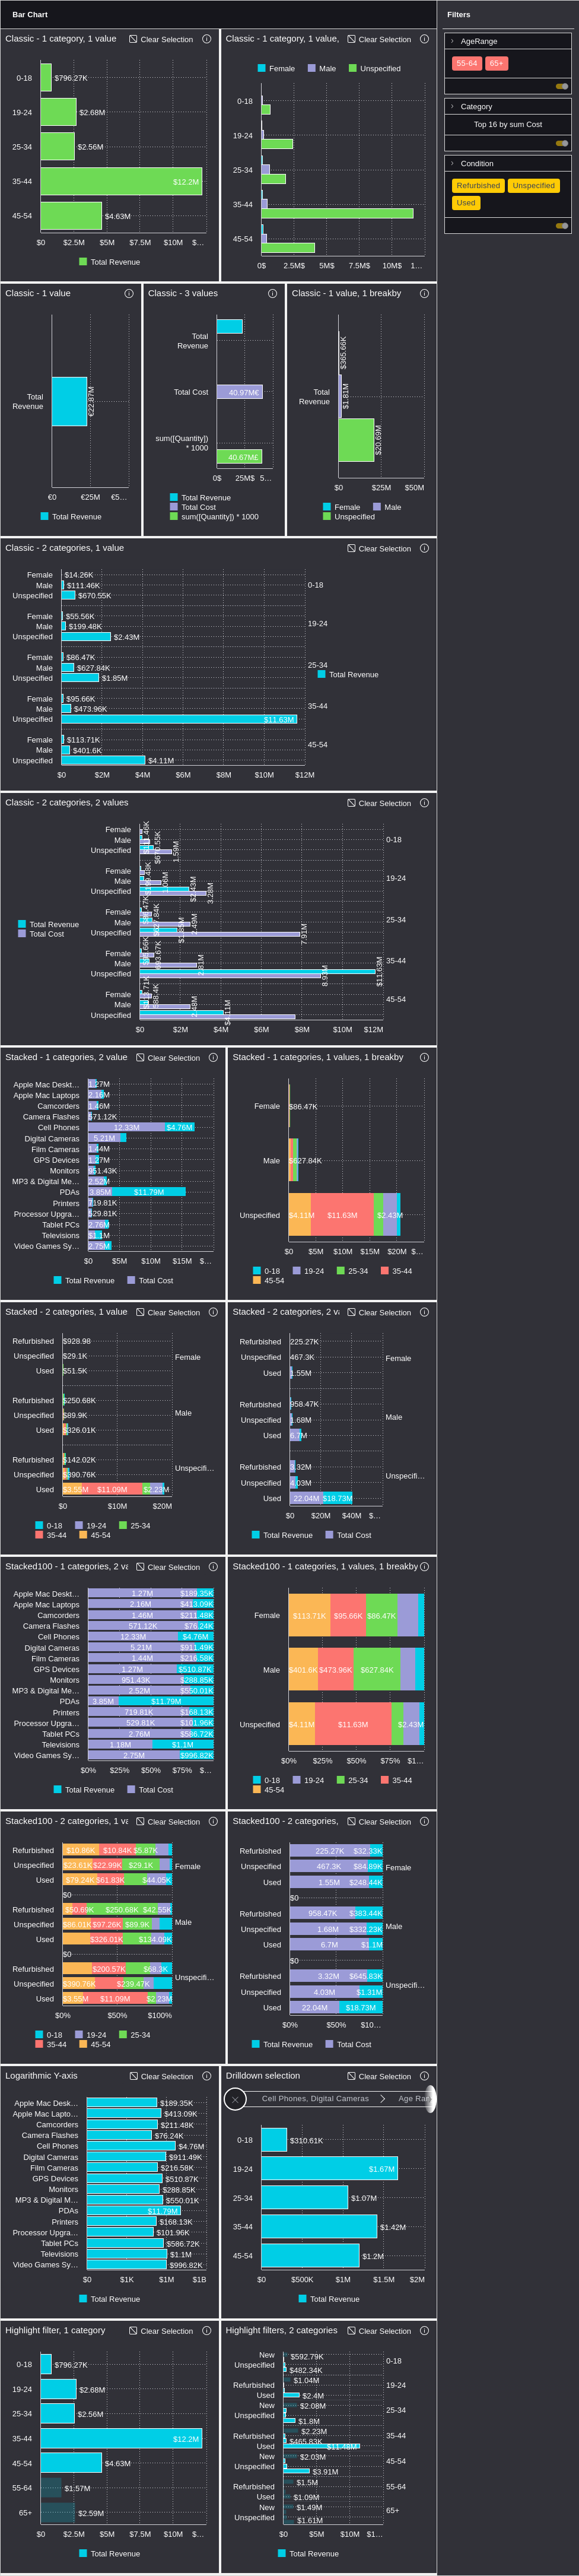 Bar Chart
Filters
Classic - 1 category, 1 value
Clear Selection
0-18
$796.27K
19-24
$2.68M
25-34
$2.56M
35-44
$12.2M
45-54
$4.63M
$0 $2.5M $5M $7.5M $10M $…
Total Revenue
Classic - 1 category, 1 value,
Clear Selection
Female Male Unspecified
0-18
19-24
25-34
35-44
45-54
0$ 2.5M$ 5M$ 7.5M$ 10M$ 1…
AgeRange
55-64 65+
Category
Top 16 by sum Cost
Condition
Refurbished Unspecified
Used
Classic - 1 value
Total
Revenue
€22.87M
€0 €25M €5…
Total Revenue
Classic - 3 values
Total
Revenue
Total Cost
40.97M€
sum([Quantity])
* 1000
40.67M£
0$ 25M$ 5…
Total Revenue
Total Cost
sum([Quantity]) * 1000
Classic - 1 value, 1 breakby
Total
Revenue
$365.66K
$1.81M
$20.69M
$0 $25M $50M
Female Male
Unspecified
Classic - 2 categories, 1 value
Clear Selection
Female $14.26K
Male $111.46K
Unspecified $670.55K
0-18
Female $55.56K
Male $199.48K
Unspecified $2.43M
19-24
Female $86.47K
Male $627.84K
Unspecified $1.85M
25-34
Total Revenue
Female $95.66K
Male $473.96K
Unspecified $11.63M
35-44
Female $113.71K
Male $401.6K
Unspecified $4.11M
45-54
$0 $2M $4M $6M $8M $10M $12M
Classic - 2 categories, 2 values
Clear Selection
Total Revenue
Total Cost
Female
Male
Unspecified
$670.55K
1.59M
0-18
Female
Male
Unspecified
3.28M
19-24
Female
Male
Unspecified
7.91M
25-34
Female
Male
Unspecified
$11.63M
35-44
Female
Male
Unspecified
$4.11M
45-54
$0 $2M $4M $6M $8M $10M $12M
Stacked - 1 categories, 2 value
Clear Selection
Apple Mac Deskt…
Apple Mac Laptops
Camcorders
Camera Flashes
Cell Phones 12.33M $4.76M
Digital Cameras 5.21M
Film Cameras
GPS Devices
Monitors
MP3 & Digital Me… 2.52M
PDAs 3.85M $11.79M
Printers
Processor Upgra…
Tablet PCs 2.76M
Televisions
Video Games Sy… 2.75M
$0 $5M $10M $15M $…
Total Revenue Total Cost
Stacked - 1 categories, 1 values, 1 breakby
Female $86.47K
Male $627.84K
Unspecified $4.11M $11.63M $2.43M
$0 $5M $10M $15M $20M $…
0-18 19-24 25-34 35-44
45-54
Stacked - 2 categories, 1 value
Clear Selection
Refurbished $928.98
Unspecified $29.1K
Used $51.5K
Female
Refurbished $250.68K
Unspecified $89.9K
Used $326.01K
Male
Refurbished $142.02K
Unspecified $390.76K
Used $3.55M $11.09M $2.23M
Unspecifi…
$0 $10M $20M
0-18 19-24 25-34
35-44 45-54
Stacked - 2 categories, 2 va
Clear Selection
Refurbished 225.27K
Unspecified 467.3K
Used 1.55M
Female
Refurbished 958.47K
Unspecified 1.68M
Used 6.7M
Male
Refurbished 3.32M
Unspecified 4.03M
Used 22.04M $18.73M
Unspecifi…
$0 $20M $40M $…
Total Revenue Total Cost
Stacked100 - 1 categories, 2 va
Clear Selection
Apple Mac Deskt… 1.27M $189.35K
Apple Mac Laptops 2.16M $413.09K
Camcorders 1.46M $211.48K
Camera Flashes 571.12K $76.24K
Cell Phones 12.33M $4.76M
Digital Cameras 5.21M $911.49K
Film Cameras 1.44M $216.58K
GPS Devices 1.27M $510.87K
Monitors 951.43K $288.85K
MP3 & Digital Me… 2.52M $550.01K
PDAs 3.85M $11.79M
Printers 719.81K $168.13K
Processor Upgra… 529.81K $101.96K
Tablet PCs 2.76M $586.72K
Televisions 1.18M $1.1M
Video Games Sy… 2.75M $996.82K
$0% $25% $50% $75% $…
Total Revenue Total Cost
Stacked100 - 1 categories, 1 values, 1 breakby
Female $113.71K $95.66K $86.47K
Male $401.6K $473.96K $627.84K
Unspecified $4.11M $11.63M $2.43M
$0% $25% $50% $75% $1…
0-18 19-24 25-34 35-44
45-54
Stacked100 - 2 categories, 1 va
Clear Selection
Refurbished $10.86K $10.84K $5.87K
Unspecified $23.61K $22.99K $29.1K
Used $79.24K $61.83K $44.05K
Female
$0
Refurbished $50.69K $250.68K $42.55K
Unspecified $86.01K $97.26K $89.9K
Used $326.01K $134.09K
Male
$0
Refurbished $200.57K $68.3K
Unspecified $390.76K $239.47K
Used $3.55M $11.09M $2.23M
Unspecifi…
$0% $50% $100%
0-18 19-24 25-34
35-44 45-54
Stacked100 - 2 categories,
Clear Selection
Refurbished 225.27K $32.33K
Unspecified 467.3K $84.89K
Used 1.55M $248.44K
Female
$0
Refurbished 958.47K $383.44K
Unspecified 1.68M $332.23K
Used 6.7M $1.1M
Male
$0
Refurbished 3.32M $645.83K
Unspecified 4.03M $1.31M
Used 22.04M $18.73M
Unspecifi…
$0% $50% $10…
Total Revenue Total Cost
Logarithmic Y-axis
Clear Selection
Apple Mac Desk… $189.35K
Apple Mac Lapto… $413.09K
Camcorders $211.48K
Camera Flashes $76.24K
Cell Phones $4.76M
Digital Cameras $911.49K
Film Cameras $216.58K
GPS Devices $510.87K
Monitors $288.85K
MP3 & Digital M… $550.01K
PDAs $11.79M
Printers $168.13K
Processor Upgra… $101.96K
Tablet PCs $586.72K
Televisions $1.1M
Video Games Sy… $996.82K
$0 $1K $1M $1B
Total Revenue
Drilldown selection
Clear Selection
Cell Phones, Digital Cameras Age Ran
0-18 $310.61K
19-24 $1.67M
25-34 $1.07M
35-44 $1.42M
45-54 $1.2M
$0 $500K $1M $1.5M $2M
Total Revenue
Highlight filter, 1 category
Clear Selection
0-18 $796.27K
19-24 $2.68M
25-34 $2.56M
35-44 $12.2M
45-54 $4.63M
55-64 $1.57M
65+ $2.59M
$0 $2.5M $5M $7.5M $10M $…
Total Revenue
Highlight filters, 2 categories
Clear Selection
New $592.79K
0-18
Unspecified $482.34K
$1.04M
Refurbished
19-24
Used $2.4M
New $2.08M
25-34
Unspecified
$1.8M
$2.23M
Refurbished $465.83K
35-44
Used
New $2.03M
45-54
Unspecified
$3.91M
$1.5M
Refurbished
55-64
Used $1.09M
New $1.49M
65+
Unspecified $1.61M
$0 $5M $10M $1…
Total Revenue